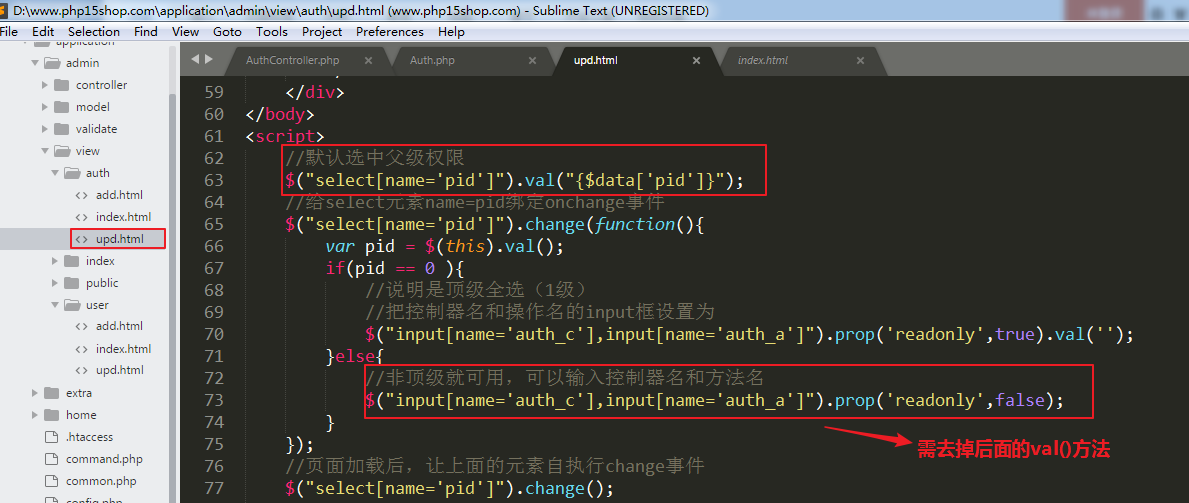 D:\www.php15shop.com\application\admin\view\auth\upd.html (www.php15shop.com) - Sublime Text (UNREGISTERED)
File Edit Selection Find View Goto Tools Project Preferences Help
application
admin
controller
model
validate
view
auth
add.html
index.html
upd.html
index
public
user
add.html
index.html
upd.html
extra
home
.htaccess
command.php
common.php
config.php
AuthController.php × Auth.php × upd.html × index.html ×
59 </div>
60 </body>
61 <script>
62 //默认选中父级权限
63 $("select[name='pid']").val("{$data['pid']}");
64 //给select元素name=pid绑定onchange事件
65 $("select[name='pid']").change(function(){
66 var pid = $(this).val();
67 if(pid == 0 ){
68 //说明是顶级全选（1级）
69 //把控制器名和操作名的input框设置为
70 $("input[name='auth_c'],input[name='auth_a']").prop('readonly',true).val('');
71 }else{
72 //非顶级就可用，可以输入控制器名和方法名
73 $("input[name='auth_c'],input[name='auth_a']").prop('readonly',false);
74 }
75 });
需去掉后面的val()方法
76 //页面加载后，让上面的元素自执行change事件
77 $("select[name='pid']").change();